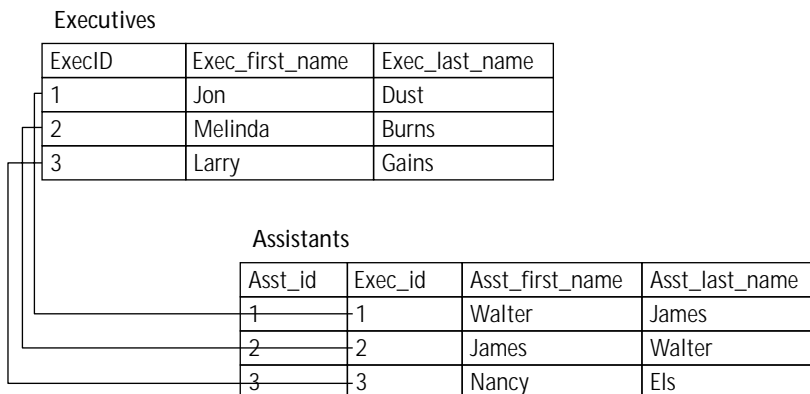 Executives
ExecID Exec_first_name Exec_last_name
1 Jon Dust
2 Melinda Burns
3 Larry Gains
Assistants
Asst_id Exec_id Asst_first_name Asst_last_name
1 1 Walter James
2 2 James Walter
3 3 Nancy Els